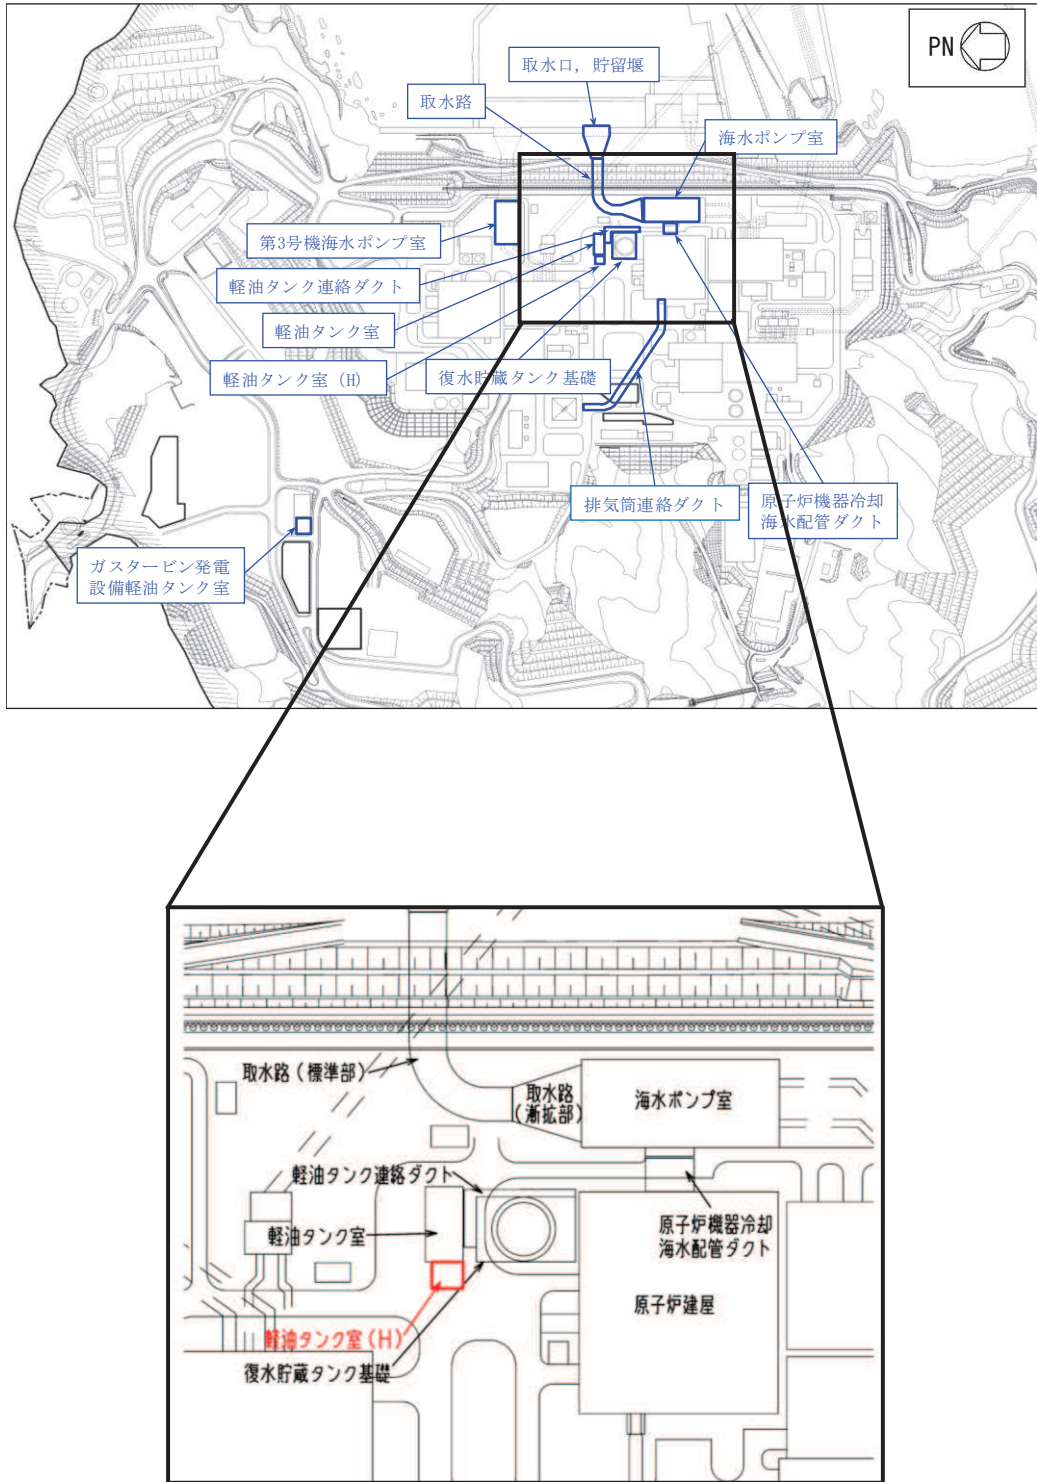 PN
取水口，貯留堰
取水路
海水ポンプ室
第3号機海水ポンプ室
軽油タンク連絡ダクト
軽油タンク室
軽油タンク室（H）
復水貯蔵タンク基礎
排気筒連絡ダクト
原子炉機器冷却
海水配管ダクト
ガスタービン発電
設備軽油タンク室
取水路（標準部）
取水路
（漸拡部）
海水ポンプ室
軽油タンク連絡ダクト
軽油タンク室
原子炉機器冷却
海水配管ダクト
原子炉建屋
軽油タンク室（H）
復水貯蔵タンク基礎